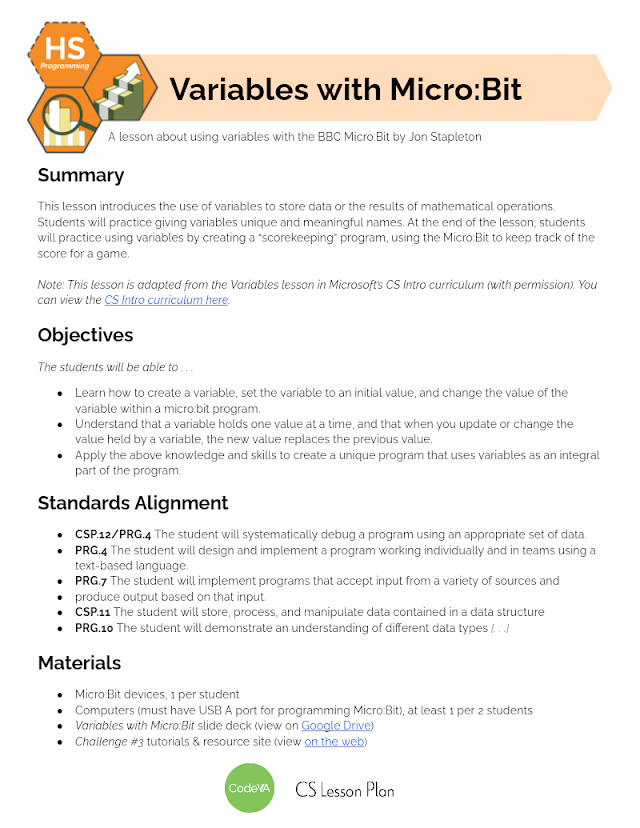 HS
Programming
Variables with Micro:Bit
A lesson about using variables with the BBC Micro:Bit by Jon Stapleton
Summary
This lesson introduces the use of variables to store data or the results of mathematical operations.
Students will practice giving variables unique and meaningful names. At the end of the lesson, students
will practice using variables by creating a “scorekeeping” program, using the Micro:Bit to keep track of the
score for a game.
Note: This lesson is adapted from the Variables lesson in Microsoft's CS Intro curriculum (with permission). You
can view the CS Intro curriculum here.
Objectives
The students will be able to . . .
● Learn how to create a variable, set the variable to an initial value, and change the value of the
variable within a micro:bit program.
● Understand that a variable holds one value at a time, and that when you update or change the
value held by a variable, the new value replaces the previous value.
● Apply the above knowledge and skills to create a unique program that uses variables as an integral
part of the program.
Standards Alignment
● CSP.12/PRG.4 The student will systematically debug a program using an appropriate set of data.
● PRG.4 The student will design and implement a program working individually and in teams using a
text-based language.
● PRG.7 The student will implement programs that accept input from a variety of sources and
● produce output based on that input.
● CSP.11 The student will store, process, and manipulate data contained in a data structure
● PRG.10 The student will demonstrate an understanding of different data types [. . .]
Materials
● Micro:Bit devices, 1 per student
● Computers (must have USB A port for programming Micro:Bit), at least 1 per 2 students
● Variables with Micro:Bit slide deck (view on Google Drive)
● Challenge #3 tutorials & resource site (view on the web)
CodeVA
CS Lesson Plan